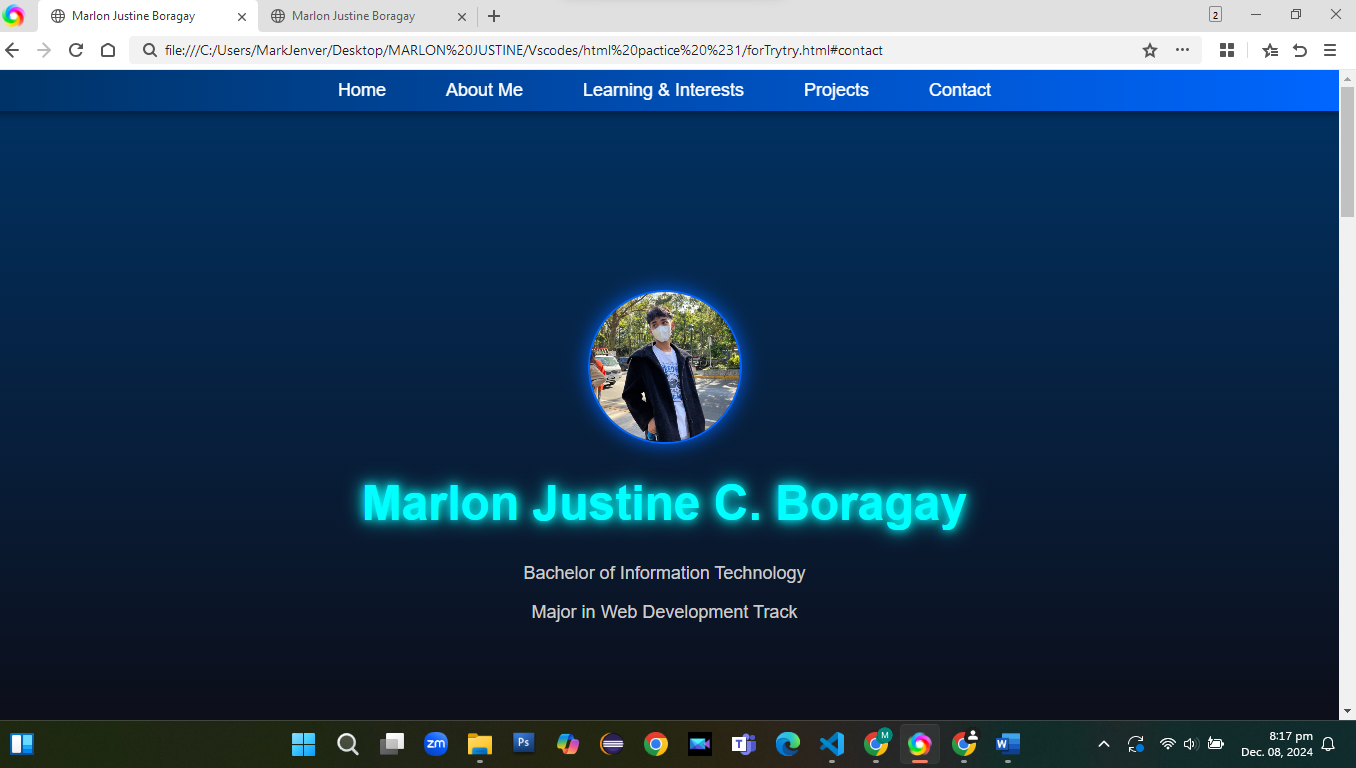 Marlon Justine Boragay
Marlon Justine Boragay
2
file:///C:/Users/MarkJenver/Desktop/MARLON%20JUSTINE/Vscodes/html%20pactice%20%231/forTrytry.html#contact
Home About Me Learning & Interests Projects Contact
Marlon Justine C. Boragay
Bachelor of Information Technology
Major in Web Development Track
zm Ps T M W
8:17 pm
Dec. 08, 2024